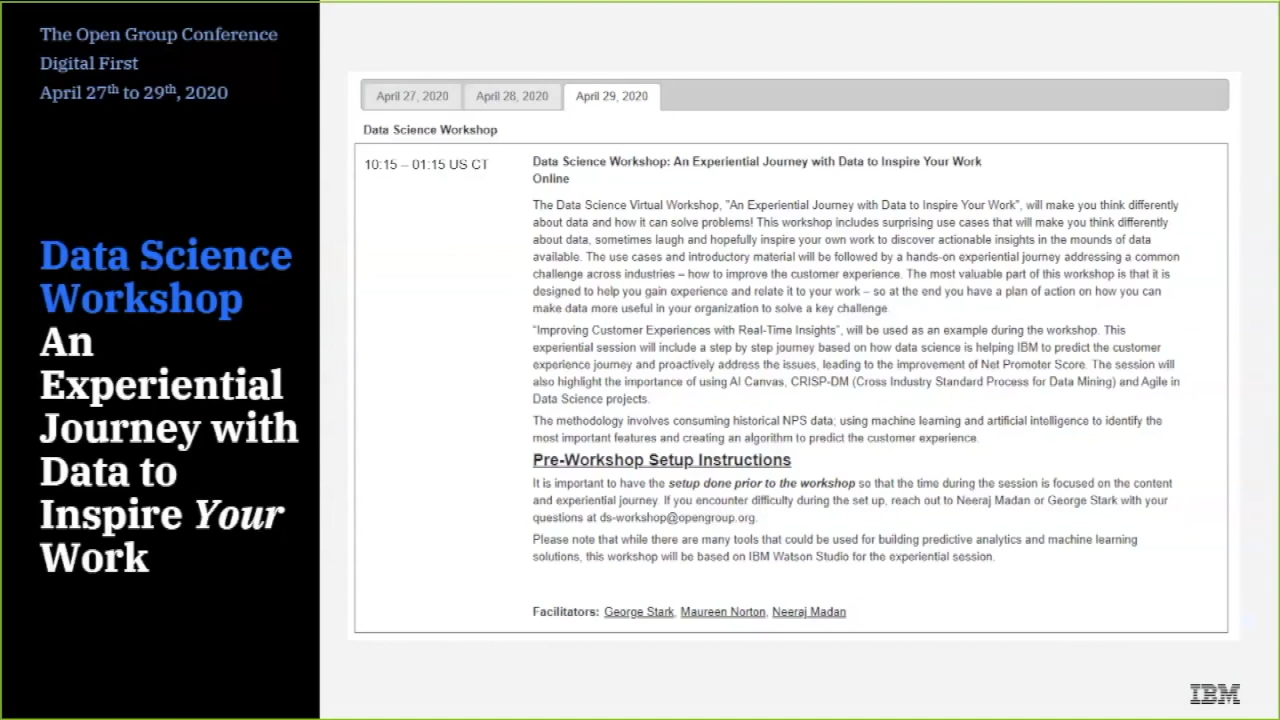 The Open Group Conference
Digital First
April 27th to 29th, 2020
Data Science
Workshop
An
Experiential
Journey with
Data to
Inspire Your
Work
April 27, 2020 April 28, 2020 April 29, 2020
Data Science Workshop
10:15 – 01:15 US CT
Data Science Workshop: An Experiential Journey with Data to Inspire Your Work
Online
The Data Science Virtual Workshop, "An Experiential Journey with Data to Inspire Your Work", will make you think differently
about data and how it can solve problems! This workshop includes surprising use cases that will make you think differently
about data, sometimes laugh and hopefully inspire your own work to discover actionable insights in the mounds of data
available. The use cases and introductory material will be followed by a hands-on experiential journey addressing a common
challenge across industries – how to improve the customer experience. The most valuable part of this workshop is that it is
designed to help you gain experience and relate it to your work – so at the end you have a plan of action on how you can
make data more useful in your organization to solve a key challenge.
"Improving Customer Experiences with Real-Time Insights", will be used as an example during the workshop. This
experiential session will include a step by step journey based on how data science is helping IBM to predict the customer
experience journey and proactively address the issues, leading to the improvement of Net Promoter Score. The session will
also highlight the importance of using AI Canvas, CRISP-DM (Cross Industry Standard Process for Data Mining) and Agile in
Data Science projects.
The methodology involves consuming historical NPS data; using machine learning and artificial intelligence to identify the
most important features and creating an algorithm to predict the customer experience.
Pre-Workshop Setup Instructions
It is important to have the setup done prior to the workshop so that the time during the session is focused on the content
and experiential journey. If you encounter difficulty during the set up, reach out to Neeraj Madan or George Stark with your
questions at ds-workshop@opengroup.org.
Please note that while there are many tools that could be used for building predictive analytics and machine learning
solutions, this workshop will be based on IBM Watson Studio for the experiential session.
Facilitators: George Stark, Maureen Norton, Neeraj Madan
IBM